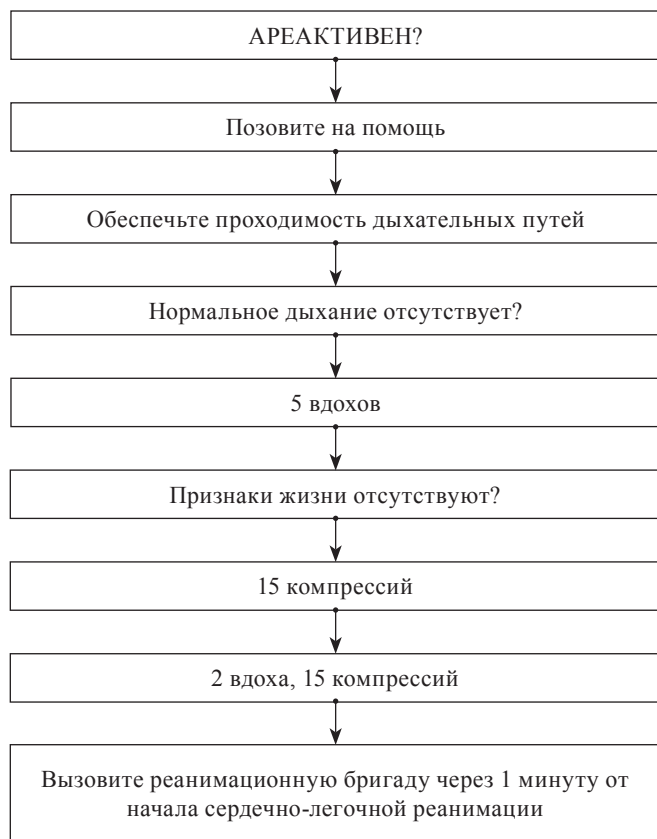 АРЕАКТИВЕН?
Позовите на помощь
Обеспечьте проходимость дыхательных путей
Нормальное дыхание отсутствует?
5 вдохов
Признаки жизни отсутствуют?
15 компрессий
2 вдоха, 15 компрессий
Вызовите реанимационную бригаду через 1 минуту от
начала сердечно-легочной реанимации